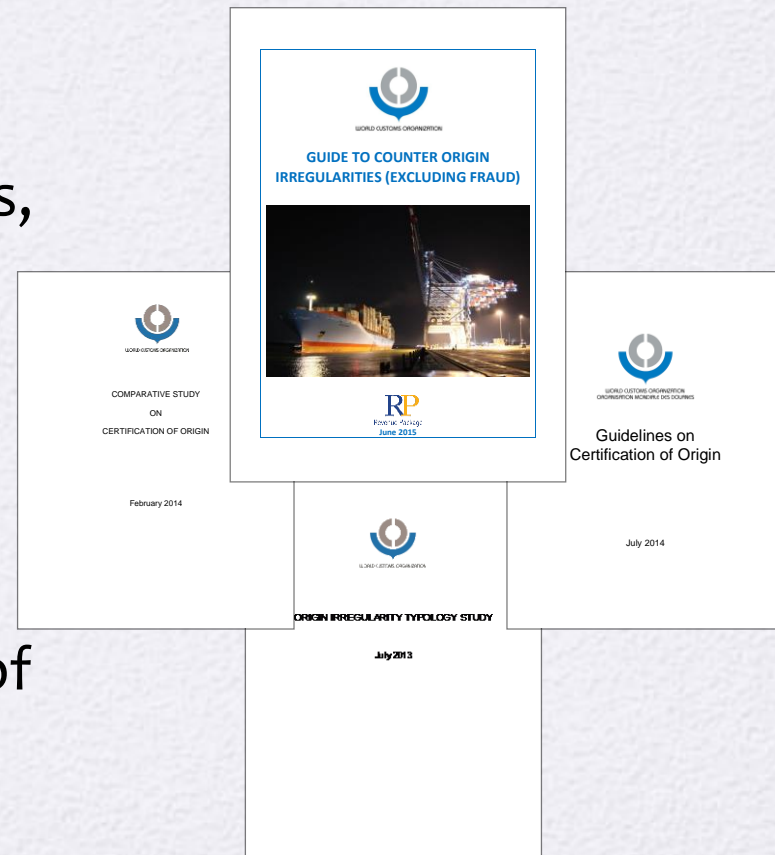 s,
of
WORLD CUSTOMS ORGANIZATION
GUIDE TO COUNTER ORIGIN
IRREGULARITIES (EXCLUDING FRAUD)
RP
Revenue Package
June 2015
WORLD CUSTOMS ORGANIZATION
COMPARATIVE STUDY
ON
CERTIFICATION OF ORIGIN
February 2014
WORLD CUSTOMS ORGANIZATION
ORGANISATION MONDIALE DES DOUANES
Guidelines on
Certification of Origin
July 2014
WORLD CUSTOMS ORGANIZATION
ORIGIN IRREGULARITY TYPOLOGY STUDY
July 2013